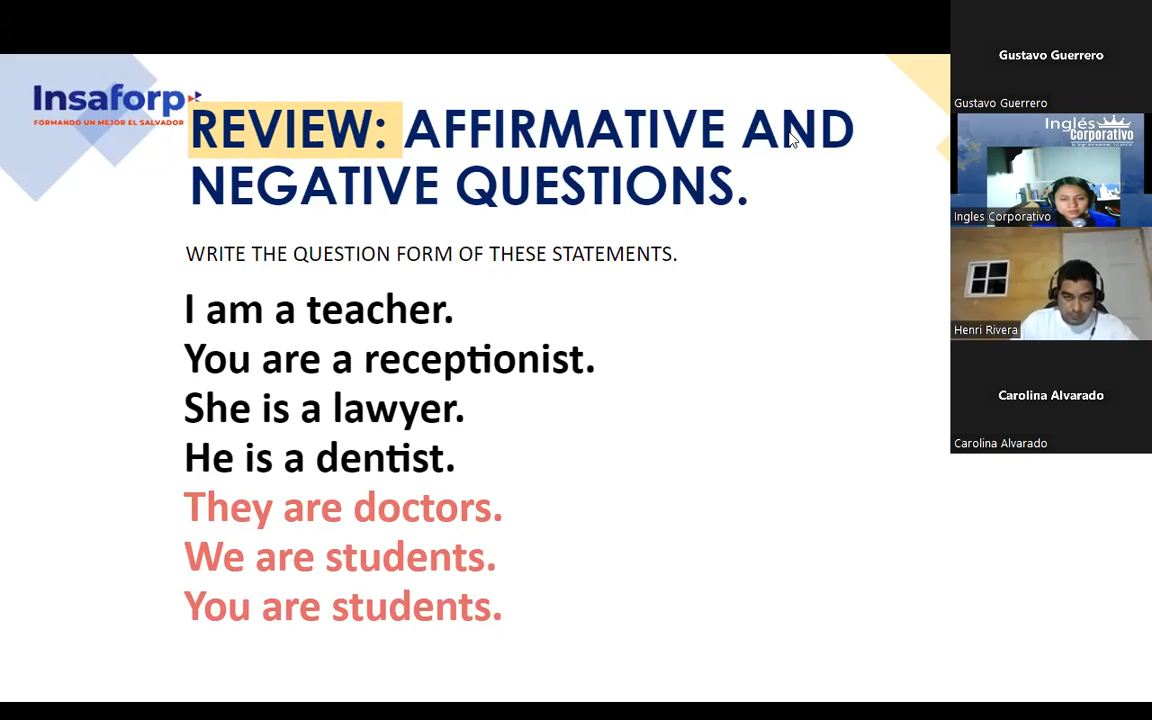 Insaforp
FORMANDO UN MEJOR EL SALVADOR
REVIEW: AFFIRMATIVE AND
NEGATIVE QUESTIONS.
WRITE THE QUESTION FORM OF THESE STATEMENTS.
I am a teacher.
You are a receptionist.
She is a lawyer.
He is a dentist.
They are doctors.
We are students.
You are students.
Gustavo Guerrero
Gustavo Guerrero
Inglés
Corporativo
Ingles Corporativo
Henri Rivera
Carolina Alvarado
Carolina Alvarado